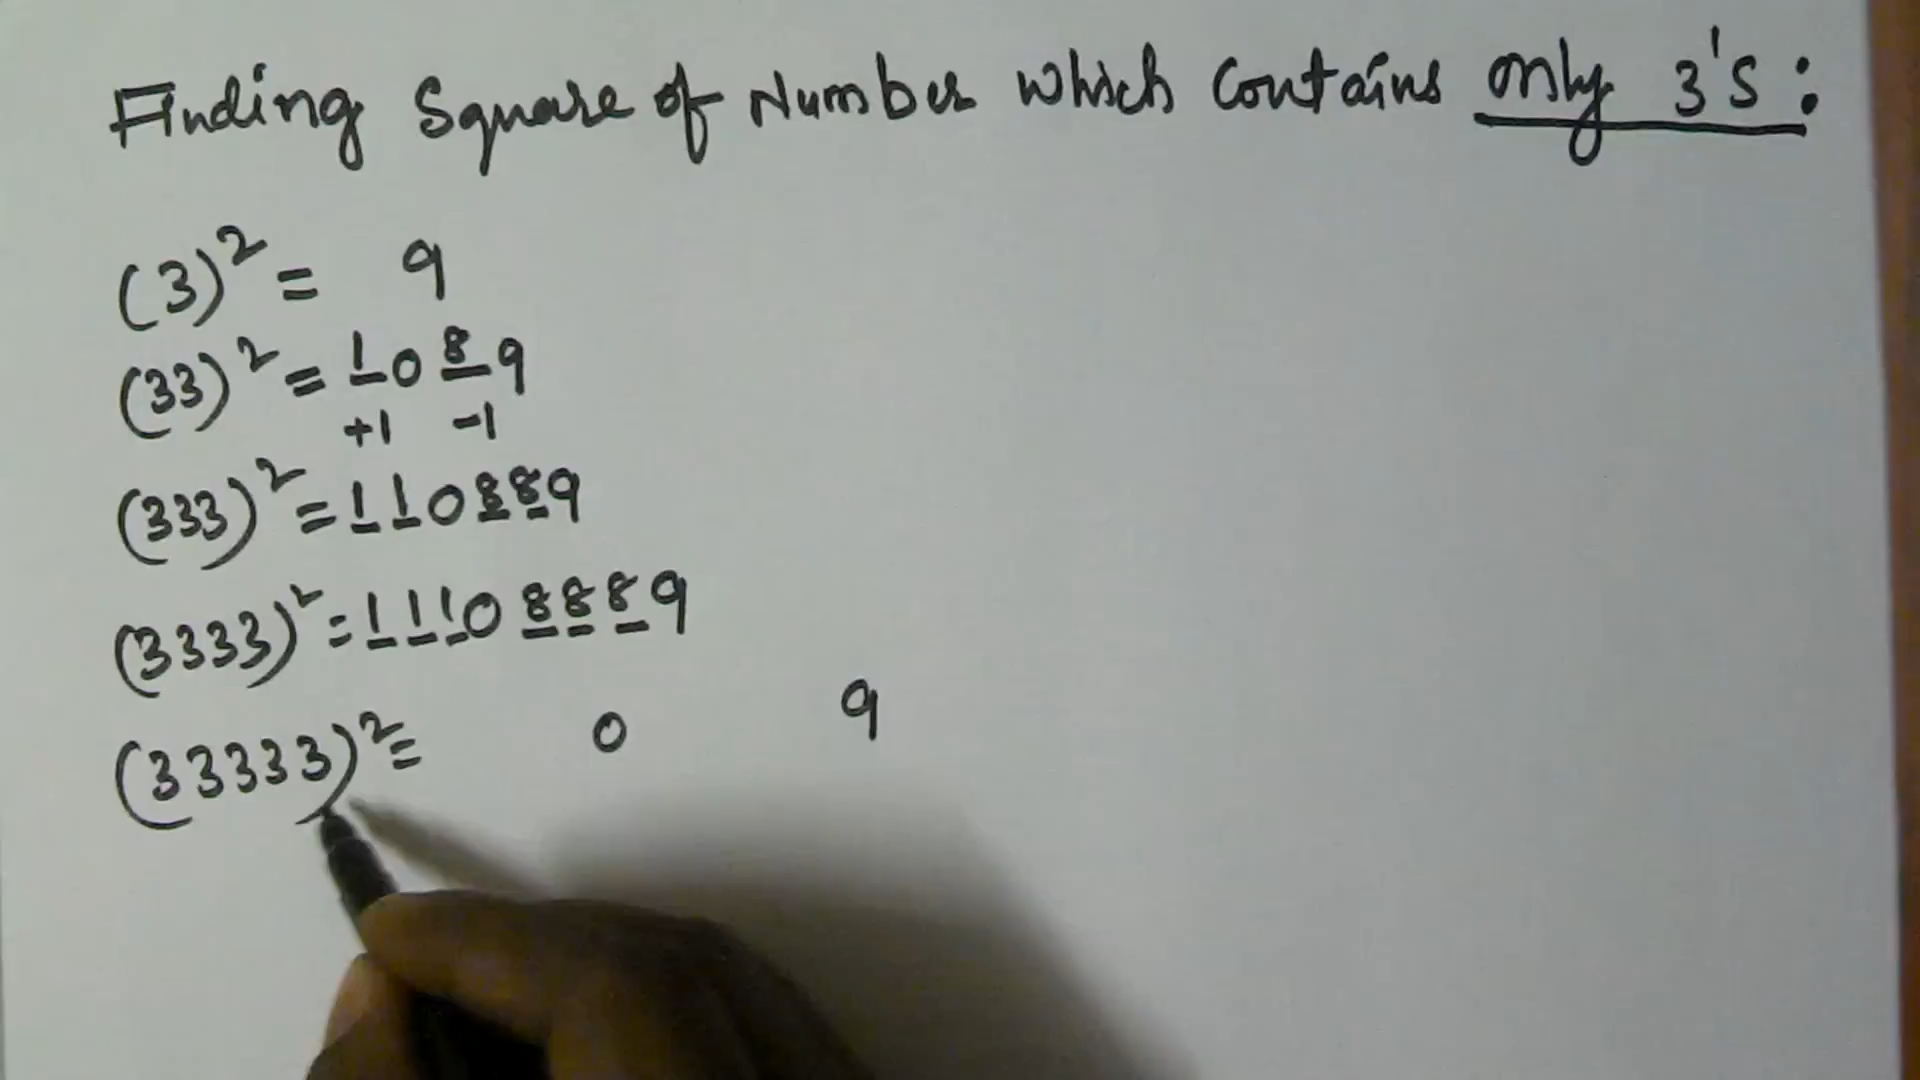 Finding Square of Number which contains only 3's:
(3)² = 9
(33)² = 1089
+1 -1
(333)² = 110889
(3333)² = 11108889
(33333)² = 0 9